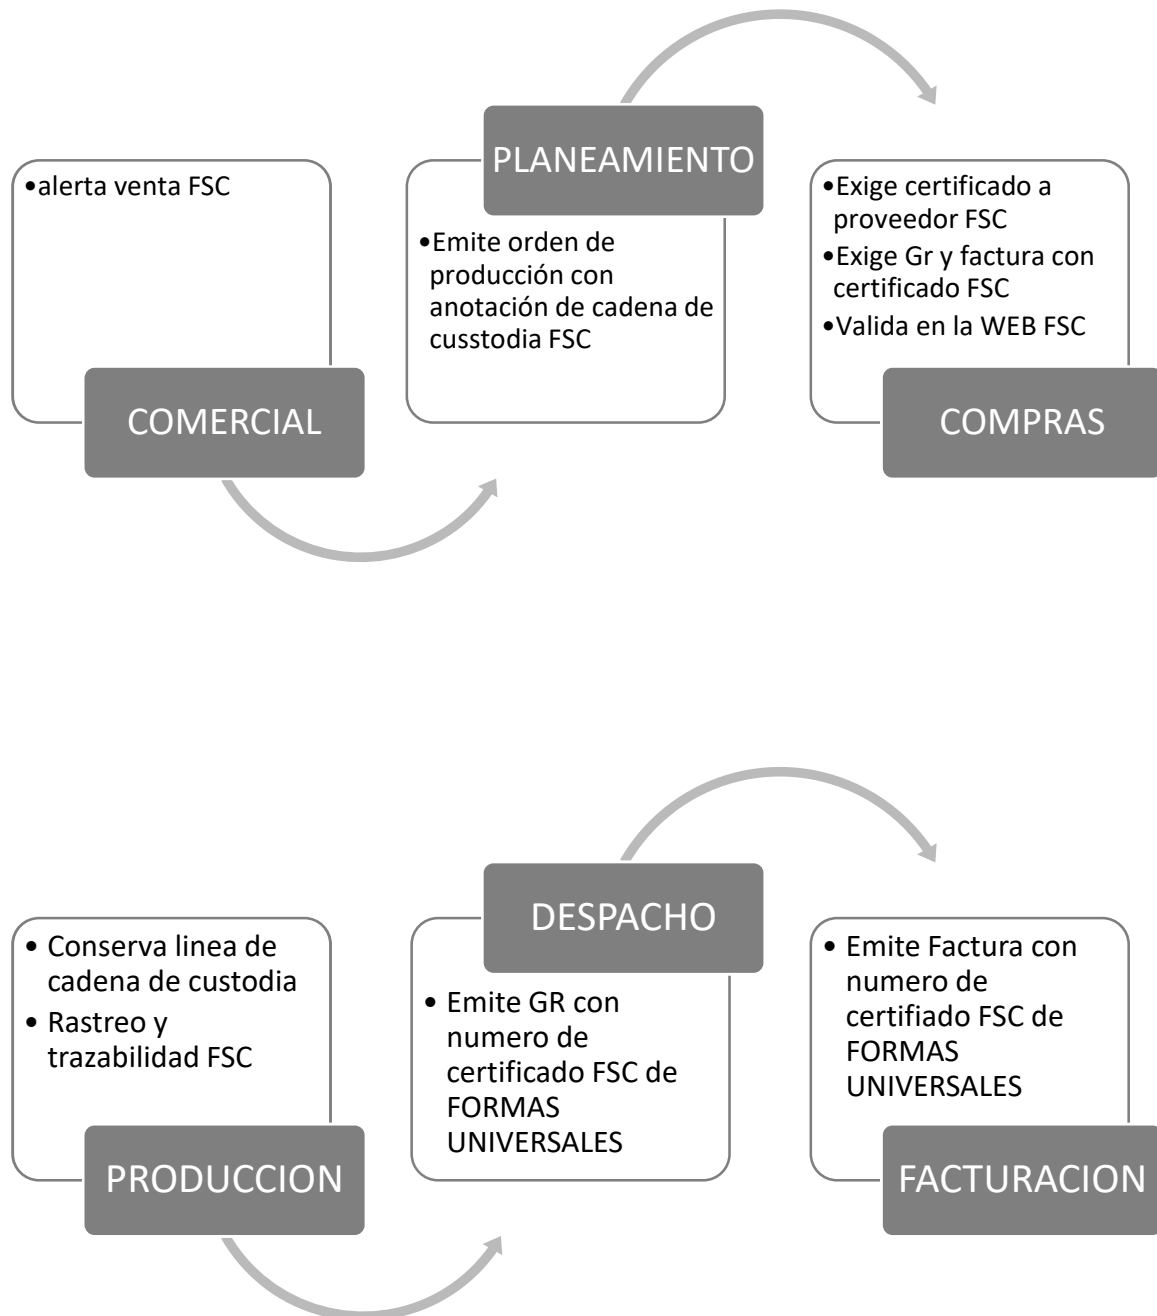 •alerta venta FSC
COMERCIAL
PLANEAMIENTO
•Emite orden de
producción con
anotación de cadena de
cusstodia FSC
•Exige certificado a
proveedor FSC
•Exige Gr y factura con
certificado FSC
•Valida en la WEB FSC
COMPRAS
• Conserva linea de
cadena de custodia
• Rastreo y
trazabilidad FSC
PRODUCCION
DESPACHO
• Emite GR con
numero de
certificado FSC de
FORMAS
UNIVERSALES
• Emite Factura con
numero de
certifiado FSC de
FORMAS
UNIVERSALES
FACTURACION